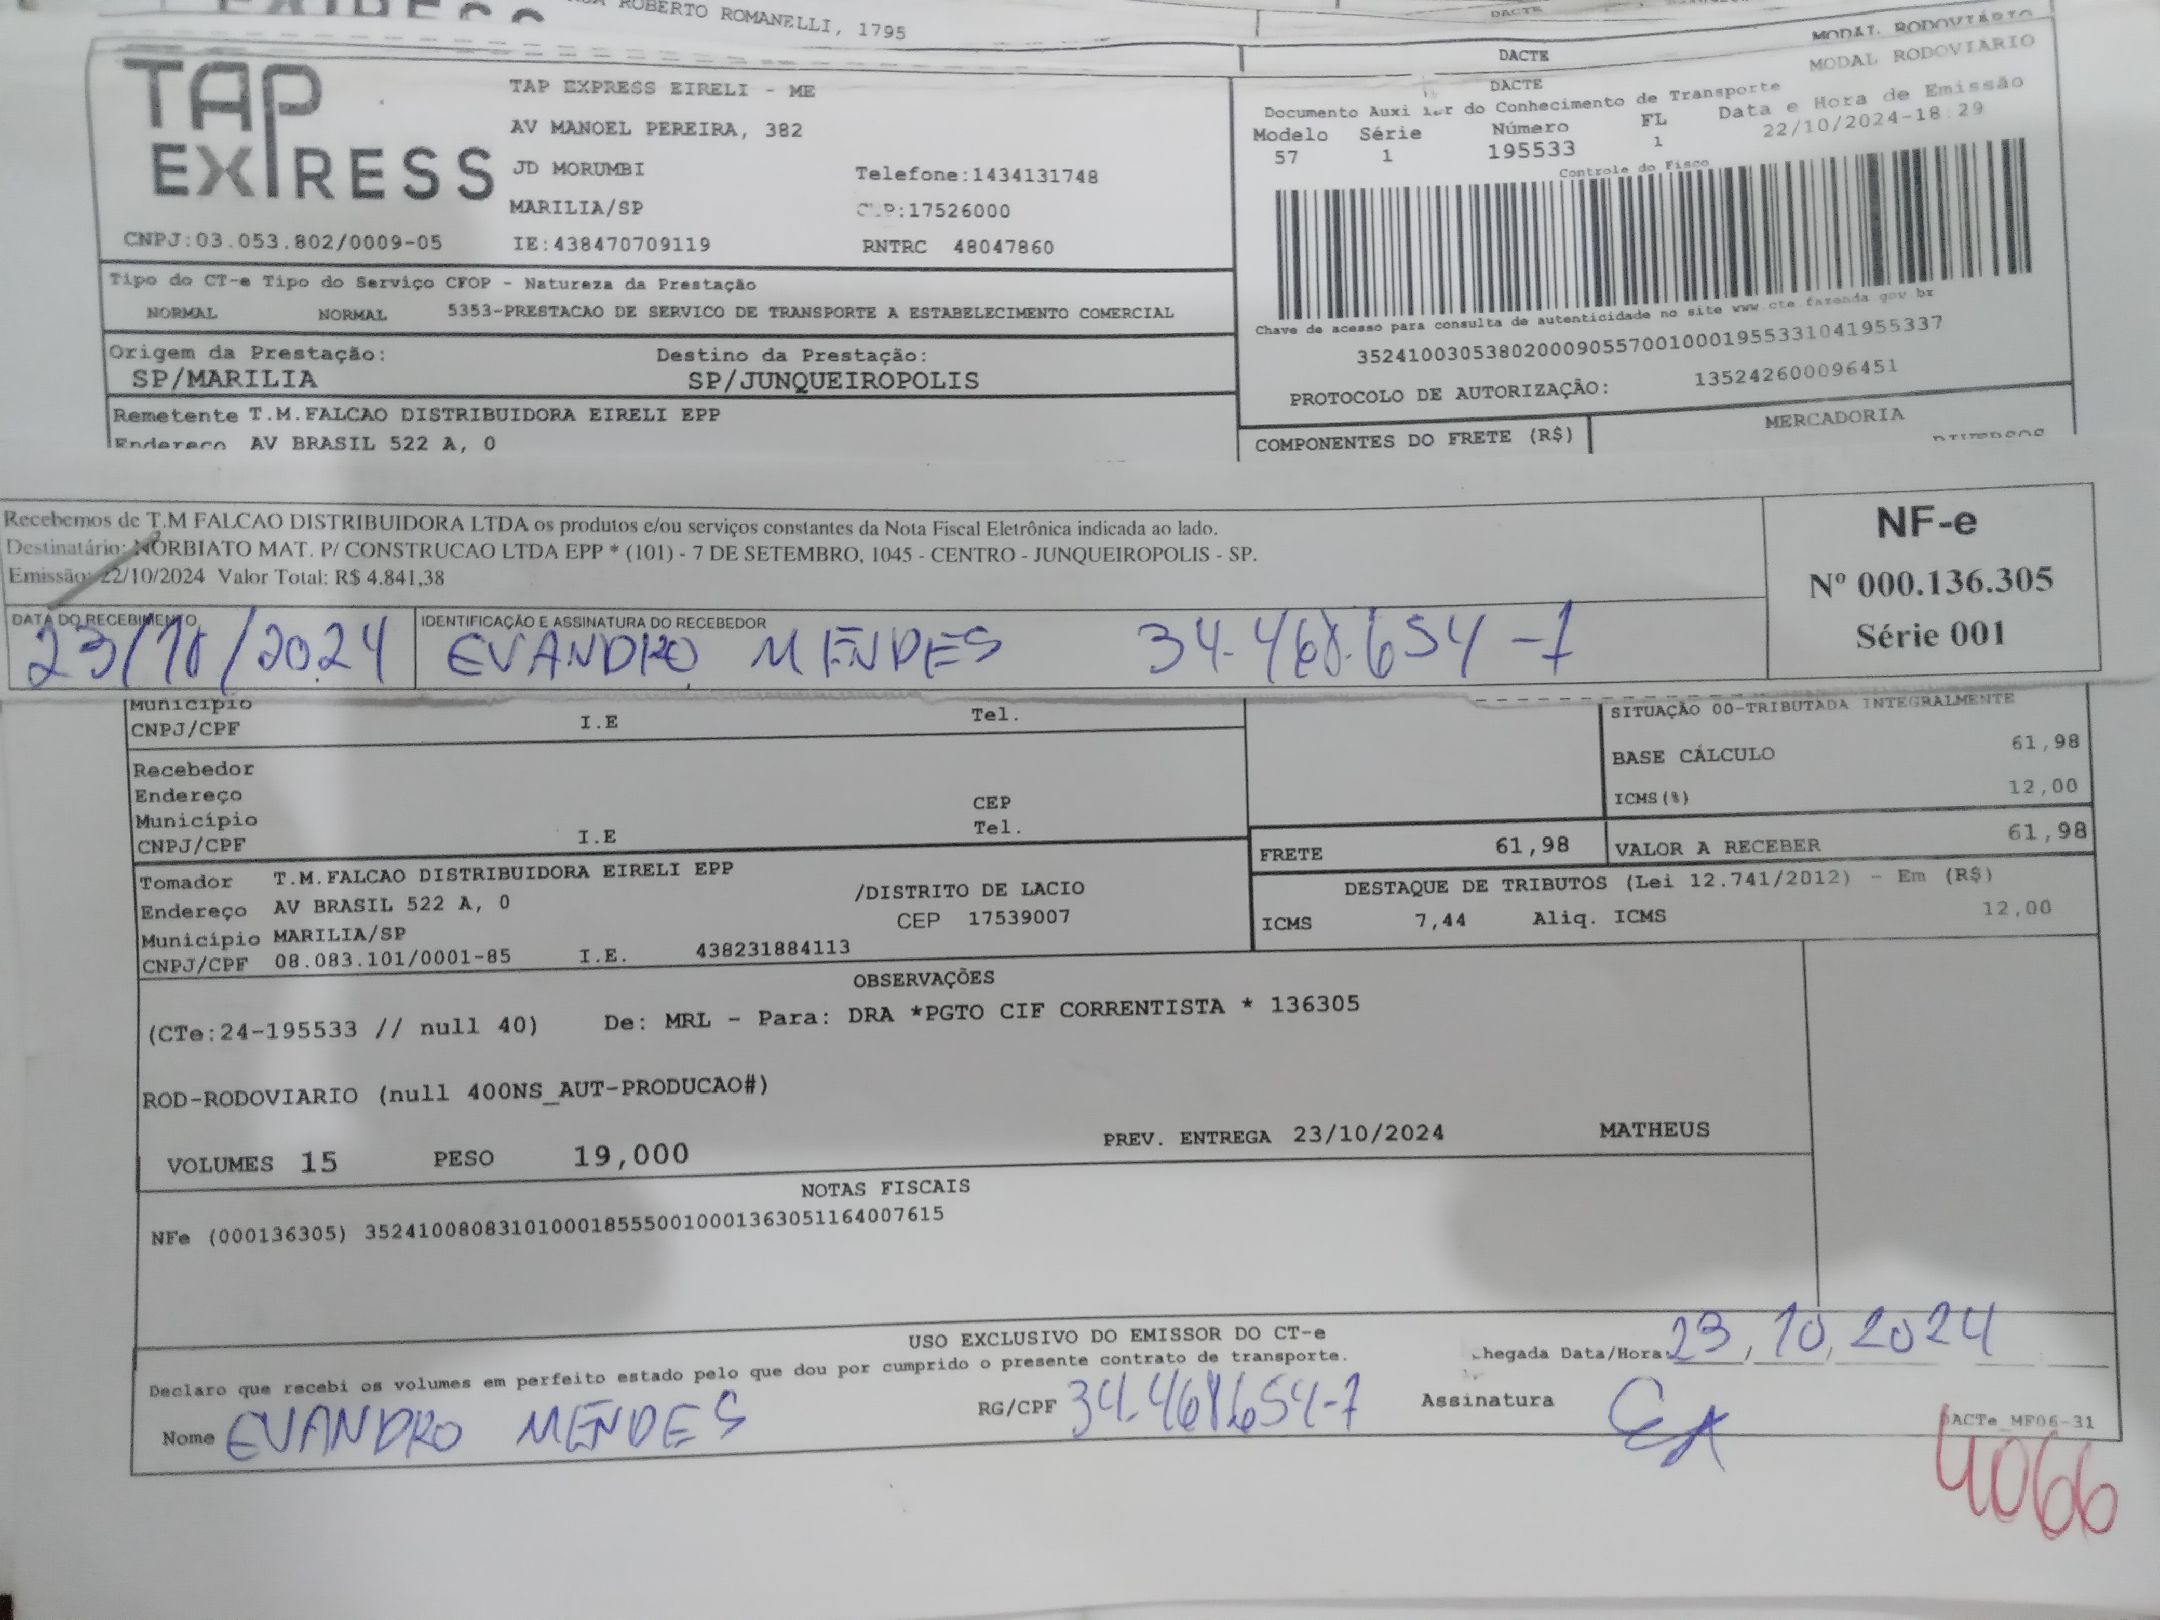 ROBERTO ROMANELLI, 1795
DACTE
MODAL RODOVIÁRIO
DACTE
TAP EXPRESS
TAP EXPRESS EIRELI - ME
AV MANOEL PEREIRA, 382
JD MORUMBI
Telefone:1434131748
MARILIA/SP
CEP:17526000
CNPJ:03.053.802/0009-05
IE:438470709119
RNTRC 48047860
DACTE
MODAL RODOVIARIO
Documento Auxiliar do Conhecimento de Transporte
Modelo Série Número FL Data e Hora de Emissão
57 1 195533 1 22/10/2024-18:29
Controle do Fisco
Chave de acesso para consulta de autenticidade no site www.cte.fazenda.gov.br
35241003053802000905570010001955331041955337
PROTOCOLO DE AUTORIZAÇÃO: 135242600096451
Tipo do CT-e Tipo do Serviço CFOP - Natureza da Prestação
NORMAL NORMAL 5353-PRESTACAO DE SERVICO DE TRANSPORTE A ESTABELECIMENTO COMERCIAL
Origem da Prestação: Destino da Prestação:
SP/MARILIA SP/JUNQUEIROPOLIS
Remetente T.M.FALCAO DISTRIBUIDORA EIRELI EPP
Endereço AV BRASIL 522 A, 0
COMPONENTES DO FRETE (R$)
MERCADORIA
DIVERSOS
Recebemos de T.M FALCAO DISTRIBUIDORA LTDA os produtos e/ou serviços constantes da Nota Fiscal Eletrônica indicada ao lado.
Destinatário: NORBIATO MAT. P/ CONSTRUCAO LTDA EPP * (101) - 7 DE SETEMBRO, 1045 - CENTRO - JUNQUEIROPOLIS - SP.
Emissão: 22/10/2024 Valor Total: R$ 4.841,38
NF-e
Nº 000.136.305
Série 001
DATA DO RECEBIMENTO
23/10/2024
IDENTIFICAÇÃO E ASSINATURA DO RECEBEDOR
EVANDRO MENDES 34.468.654-7
Município
CNPJ/CPF I.E Tel.
Recebedor
Endereço CEP
Município Tel.
CNPJ/CPF I.E
SITUAÇÃO 00-TRIBUTADA INTEGRALMENTE
BASE CÁLCULO 61,98
ICMS(%) 12,00
FRETE 61,98 VALOR A RECEBER 61,98
Tomador T.M.FALCAO DISTRIBUIDORA EIRELI EPP
Endereço AV BRASIL 522 A, 0 /DISTRITO DE LACIO
Município MARILIA/SP CEP 17539007
CNPJ/CPF 08.083.101/0001-85 I.E. 438231884113
DESTAQUE DE TRIBUTOS (Lei 12.741/2012) - Em (R$)
ICMS 7,44 Aliq. ICMS 12,00
OBSERVAÇÕES
(CTe:24-195533 // null 40) De: MRL - Para: DRA *PGTO CIF CORRENTISTA * 136305
ROD-RODOVIARIO (null 400NS_AUT-PRODUCAO#)
VOLUMES 15 PESO 19,000 PREV. ENTREGA 23/10/2024 MATHEUS
NOTAS FISCAIS
NFe (000136305) 35241008083101000185550010001363051164007615
USO EXCLUSIVO DO EMISSOR DO CT-e
Declaro que recebi os volumes em perfeito estado pelo que dou por cumprido o presente contrato de transporte.
hegada Data/Hora: 23, 10, 2024
Nome EVANDRO MENDES RG/CPF 34.468654-7 Assinatura
DACTe_MF06-31
4066